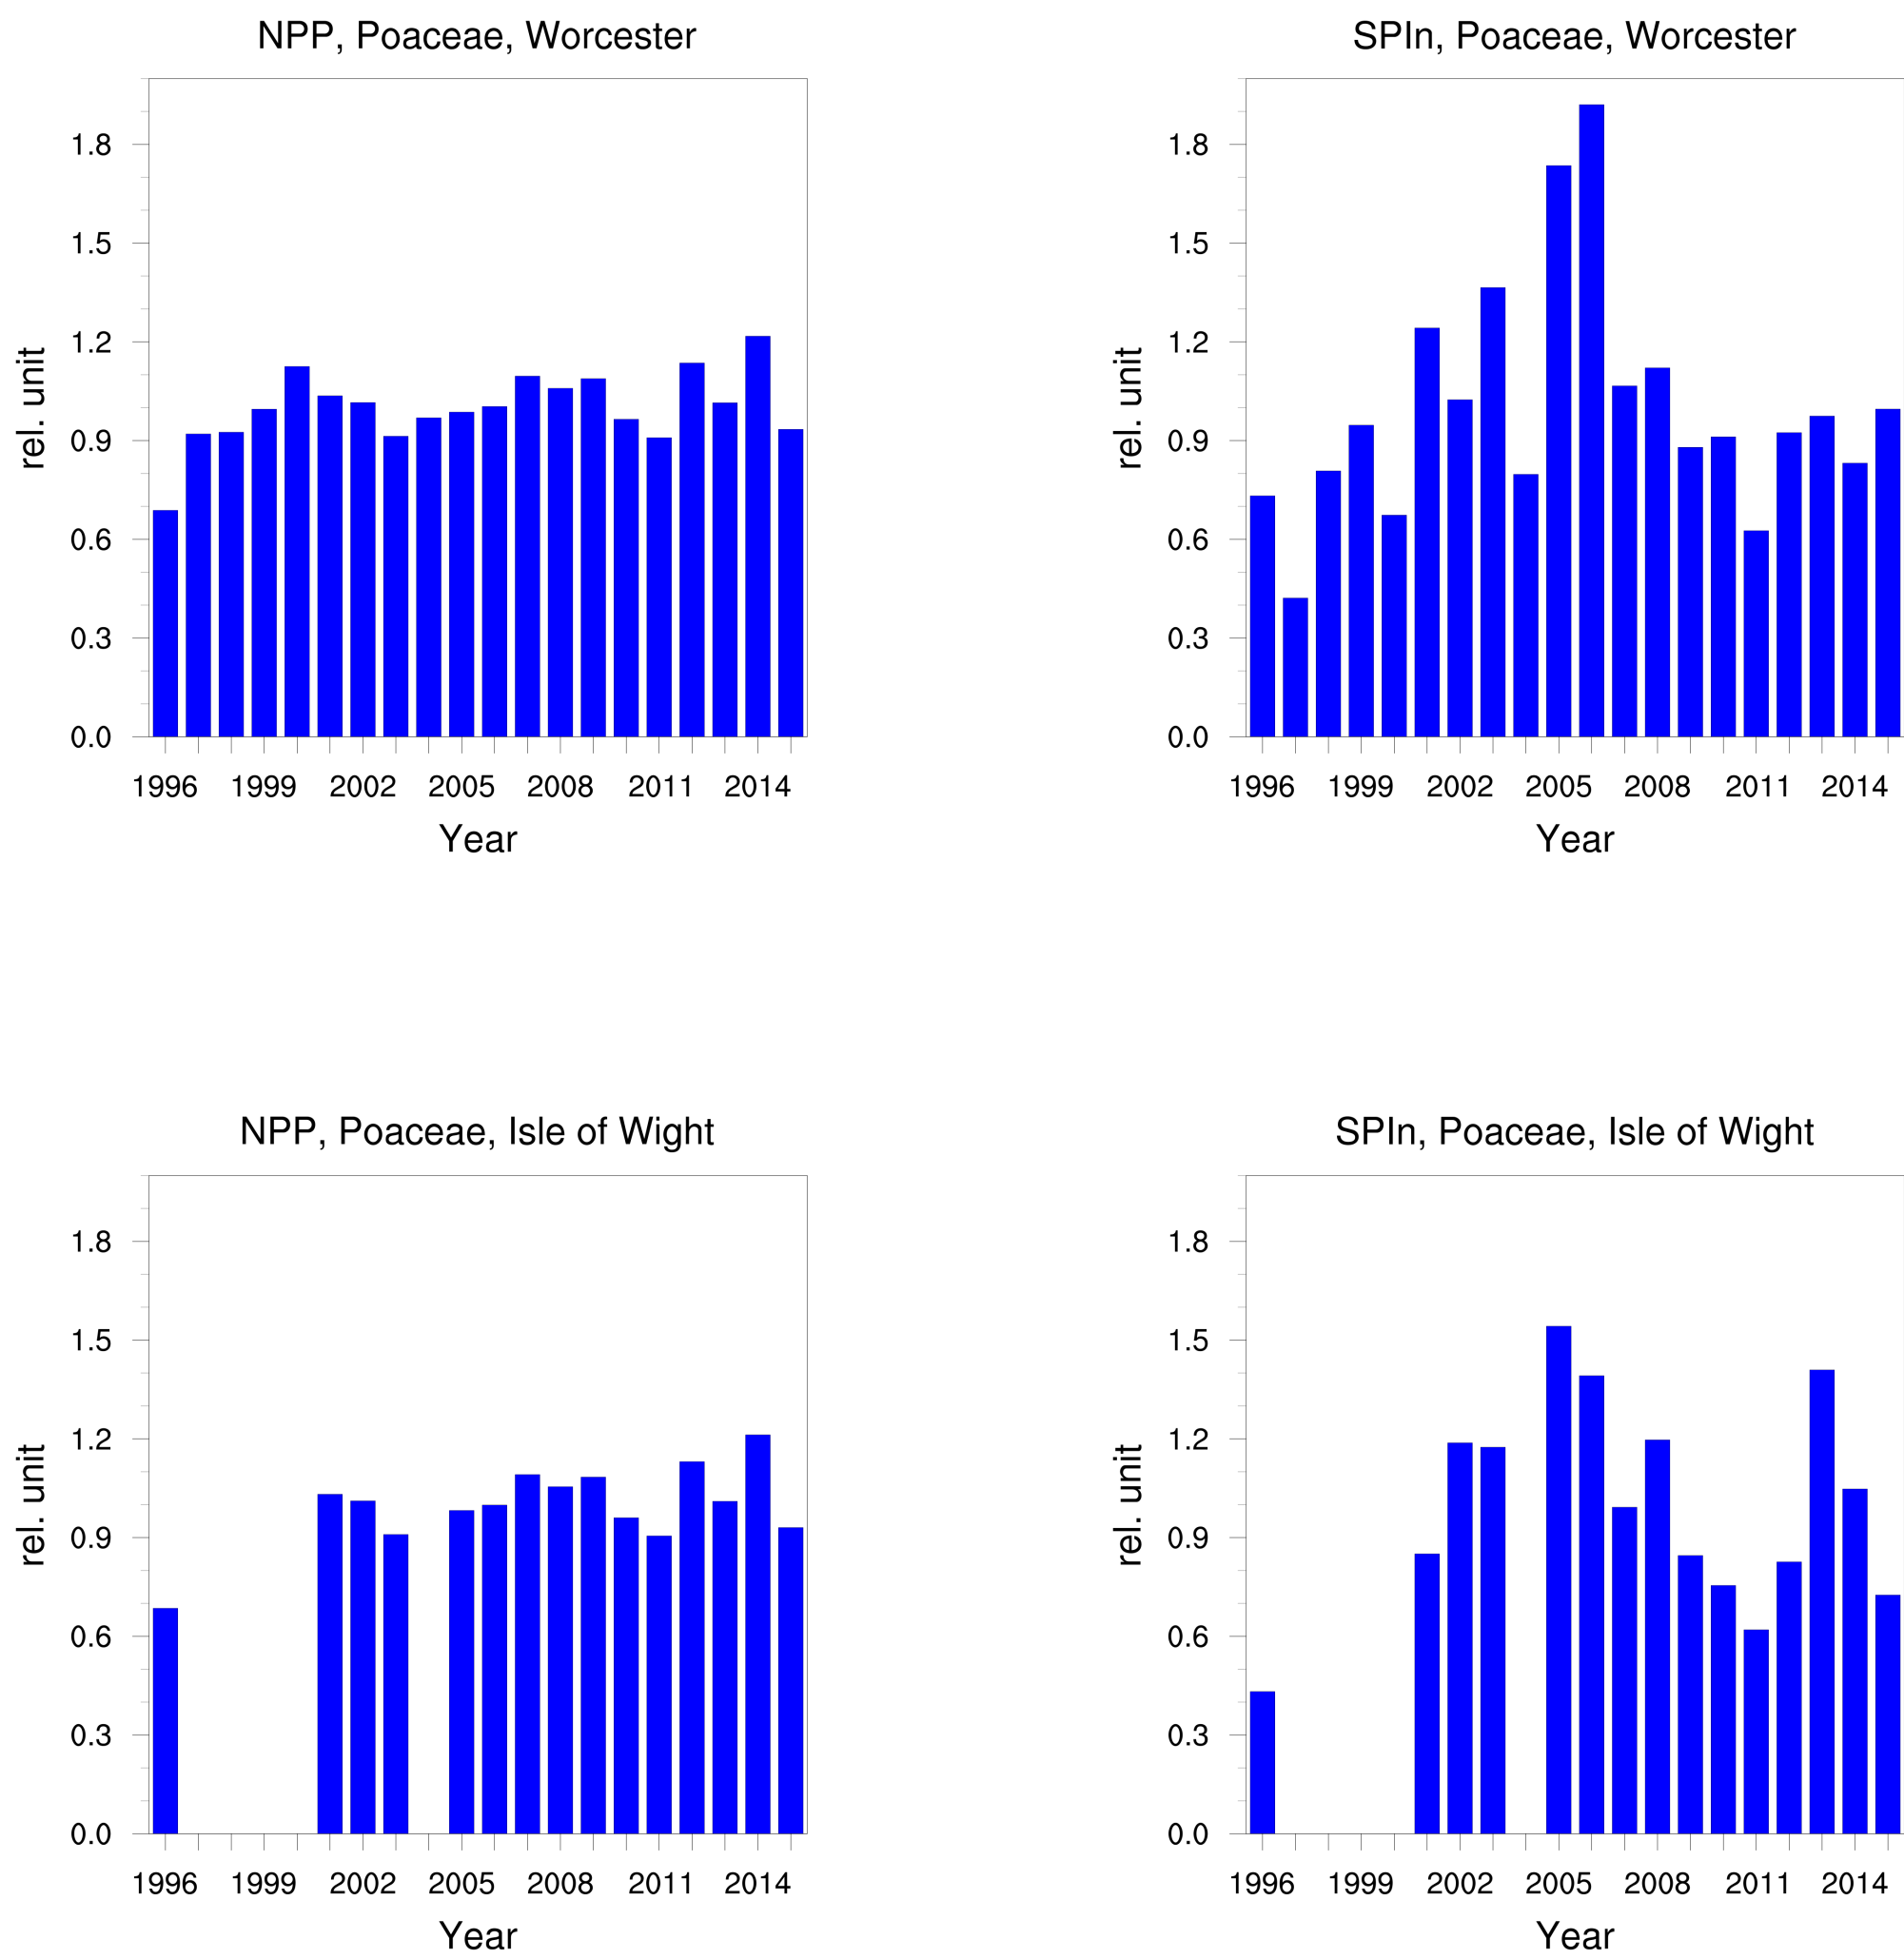 NPP, Poaceae, Worcester
rel. unit
1.8
1.5
1.2
0.9
0.6
0.3
0.0
1996 1999 2002 2005 2008 2011 2014
Year
SPIn, Poaceae, Worcester
rel. unit
1.8
1.5
1.2
0.9
0.6
0.3
0.0
1996 1999 2002 2005 2008 2011 2014
Year
NPP, Poaceae, Isle of Wight
rel. unit
1.8
1.5
1.2
0.9
0.6
0.3
0.0
1996 1999 2002 2005 2008 2011 2014
Year
SPIn, Poaceae, Isle of Wight
rel. unit
1.8
1.5
1.2
0.9
0.6
0.3
0.0
1996 1999 2002 2005 2008 2011 2014
Year